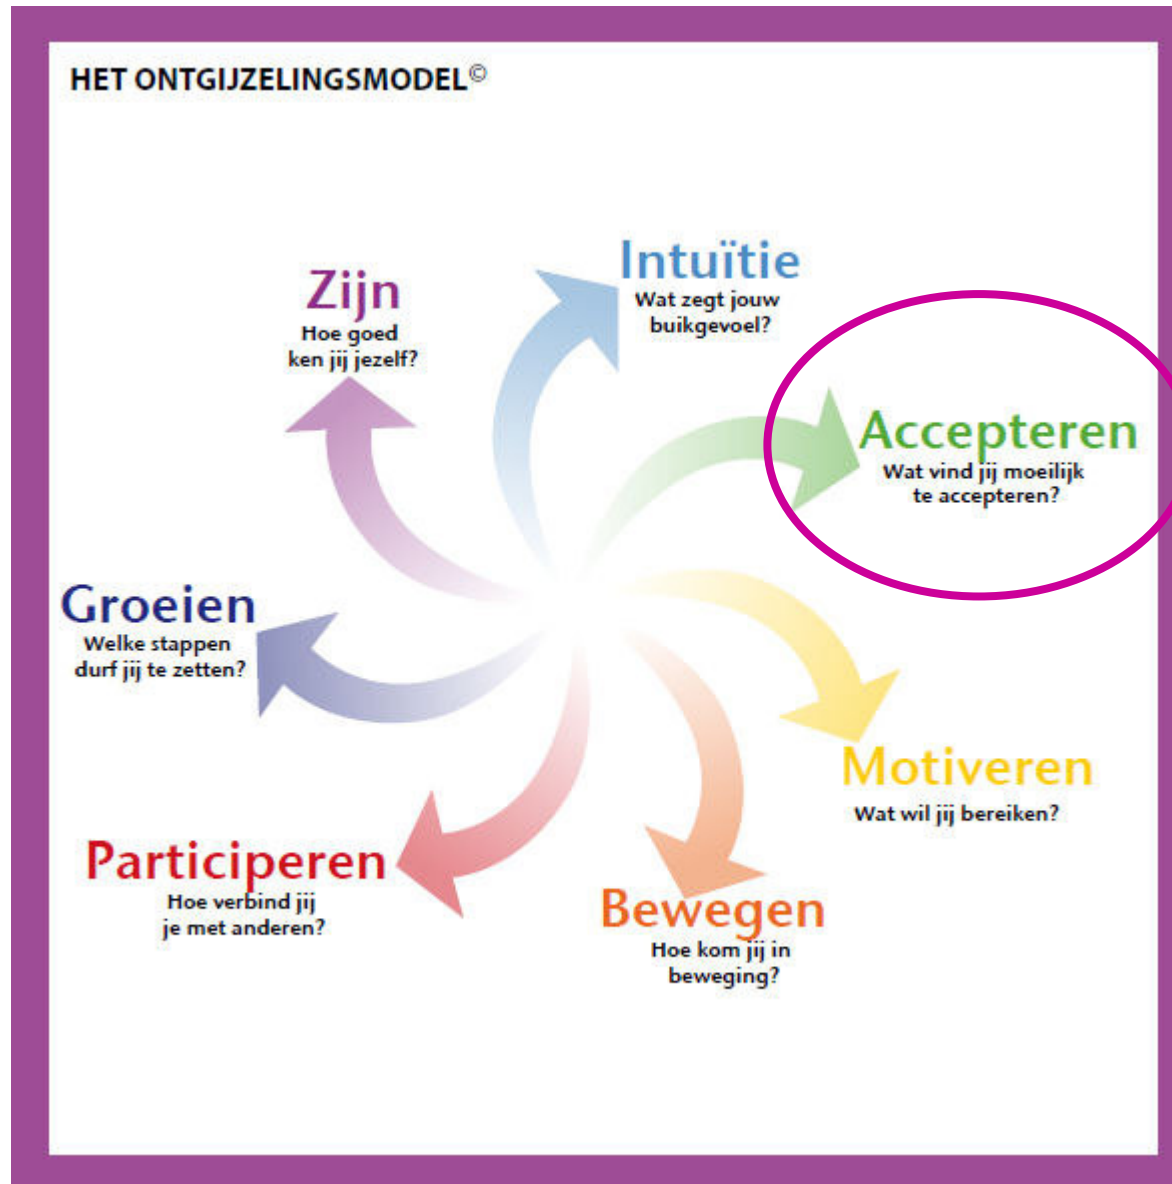 HET ONTGIJZELINGSMODEL©
Intuïtie
Wat zegt jouw
buikgevoel?
Accepteren
Wat vind jij moeilijk
te accepteren?
Motiveren
Wat wil jij bereiken?
Bewegen
Hoe kom jij in
beweging?
Participeren
Hoe verbind jij
je met anderen?
Groeien
Welke stappen
durf jij te zetten?
Zijn
Hoe goed
ken jij jezelf?